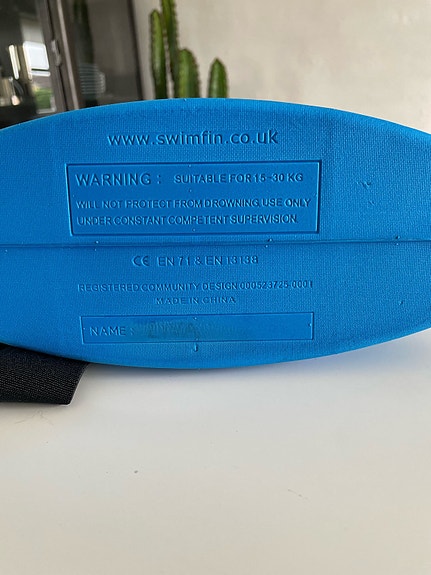 www.swimfin.co.uk
WARNING: SUITABLE FOR 15-30 KG
WILL NOT PROTECT FROM DROWNING USE ONLY
UNDER CONSTANT COMPETENT SUPERVISION
CE EN 71 & EN 13138
REGISTERED COMMUNITY DESIGN 000523725-0001
MADE IN CHINA
NAME: